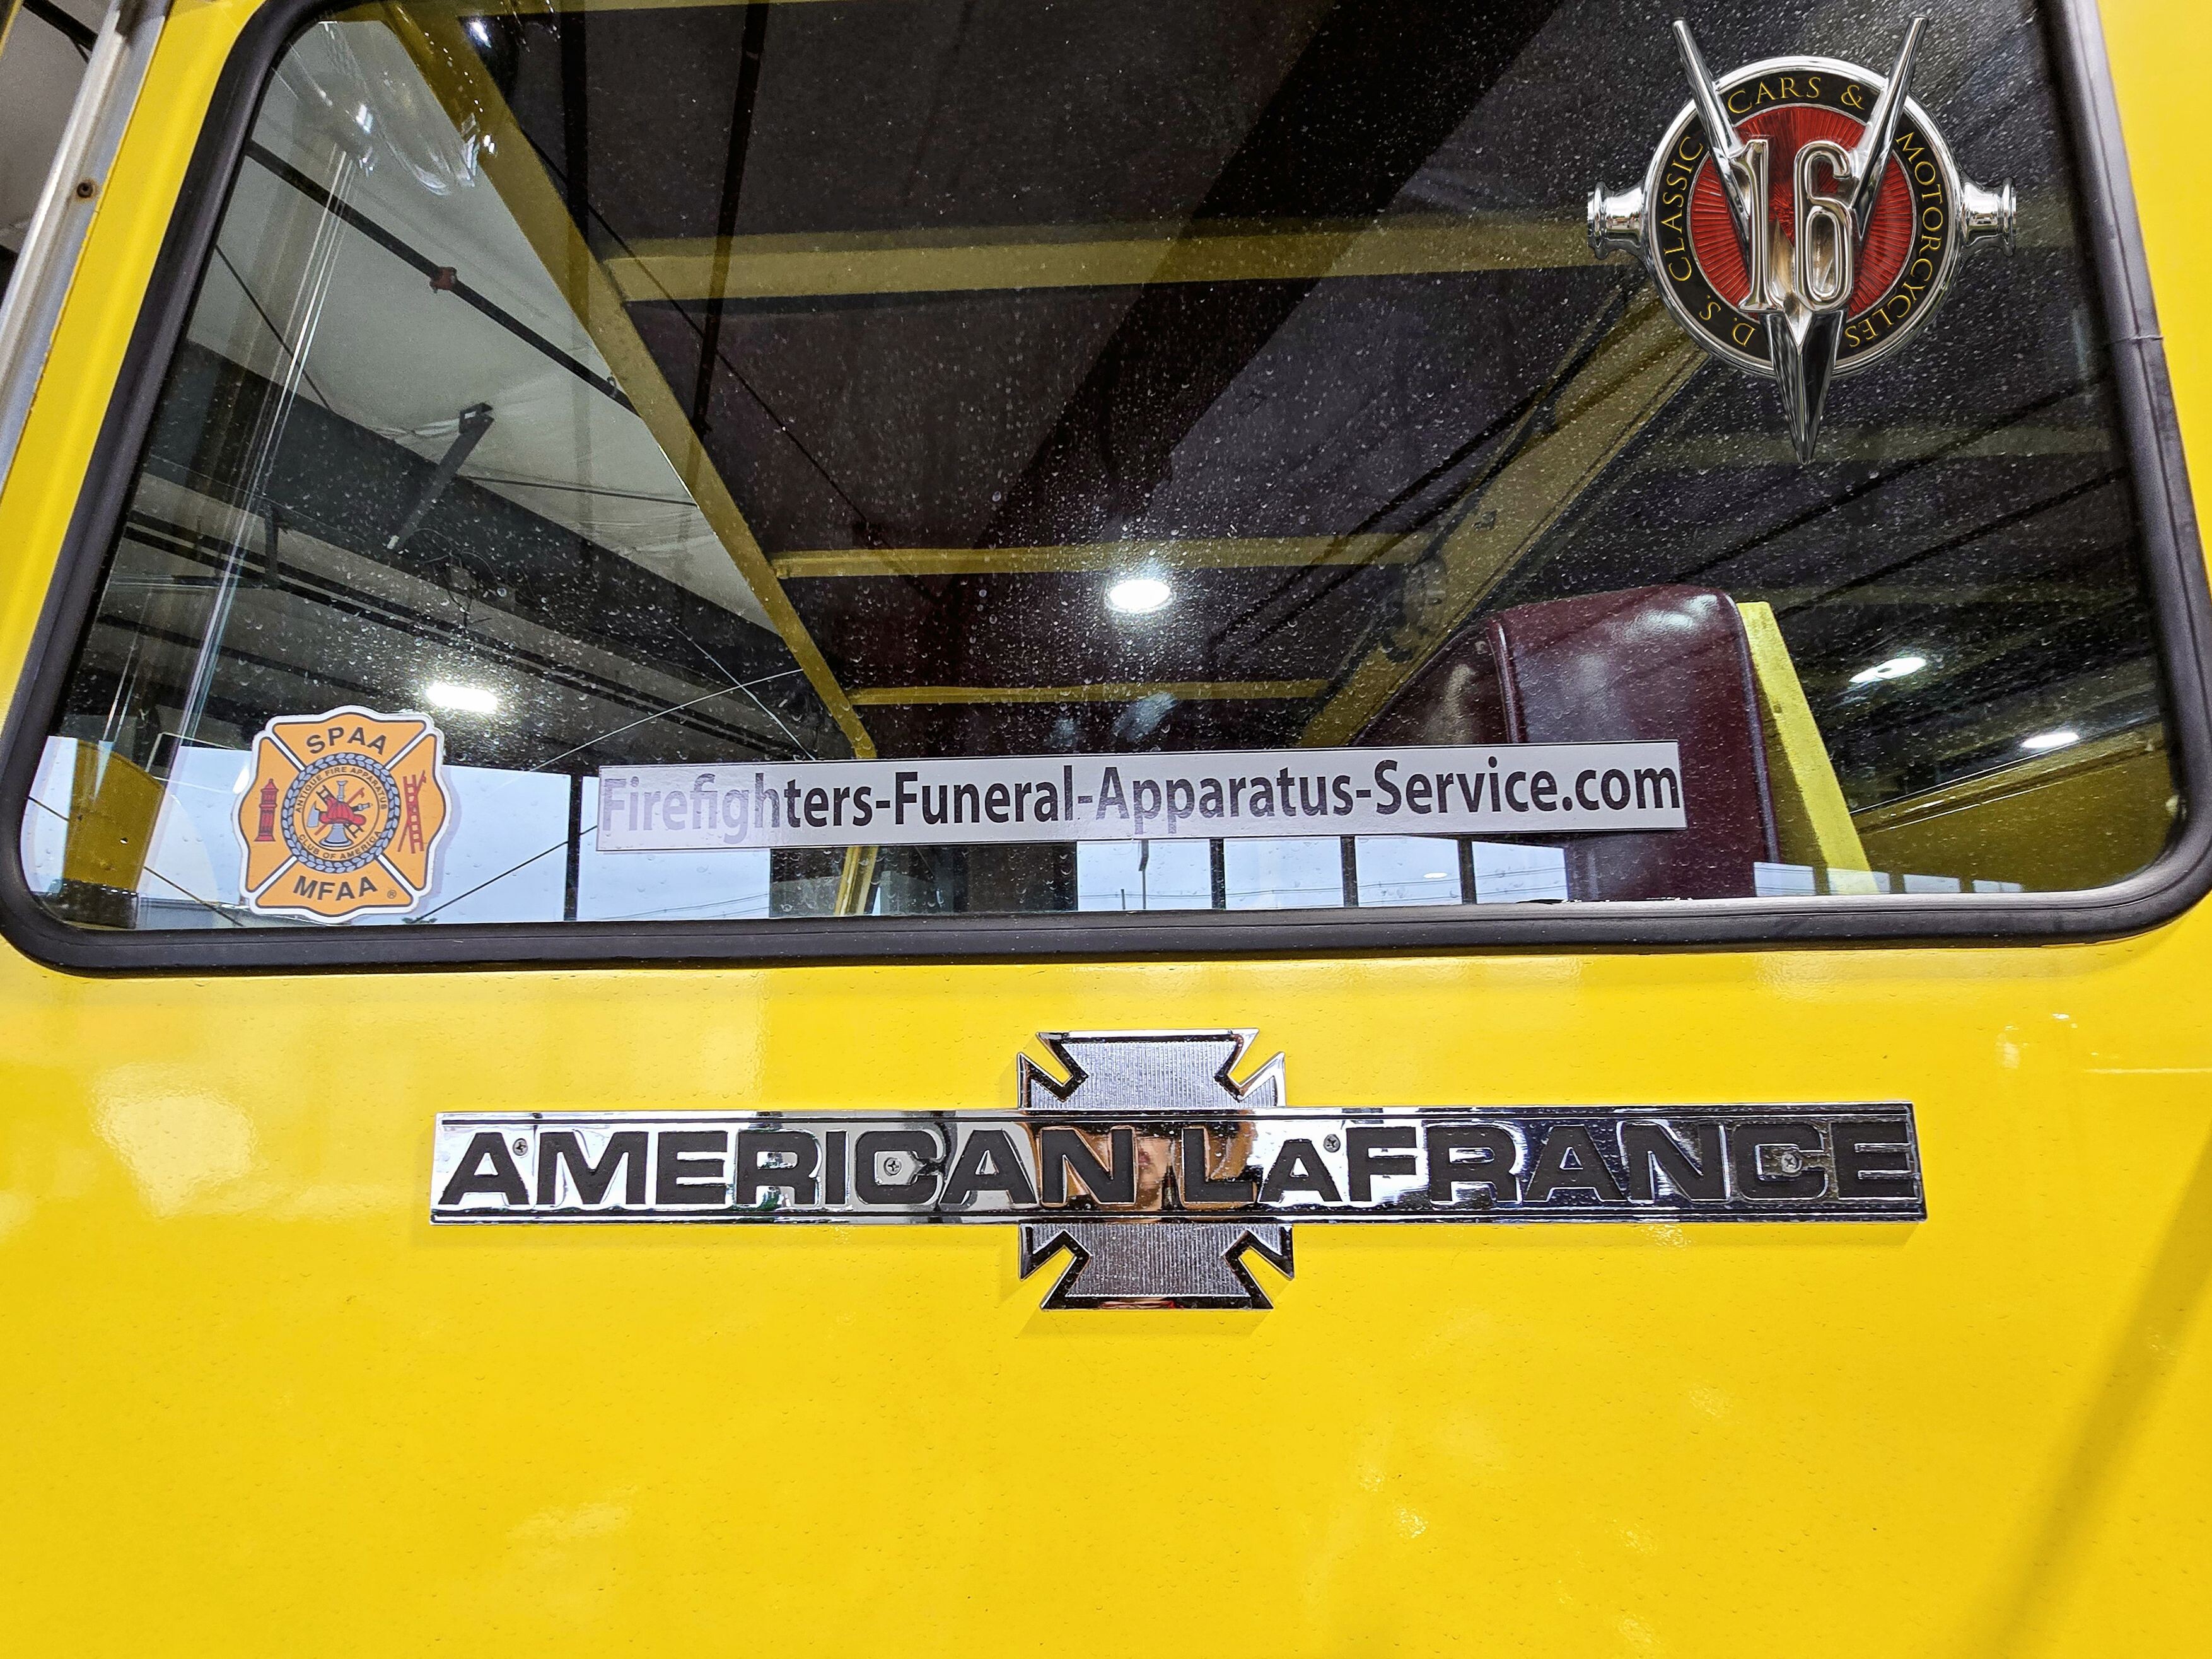 D. S. CLASSIC CARS & MOTORCYCLES
16
SPAA
ANTIQUE FIRE APPARATUS
CLUB OF AMERICA
MFAA ®
Firefighters-Funeral-Apparatus-Service.com
AMERICAN LAFRANCE